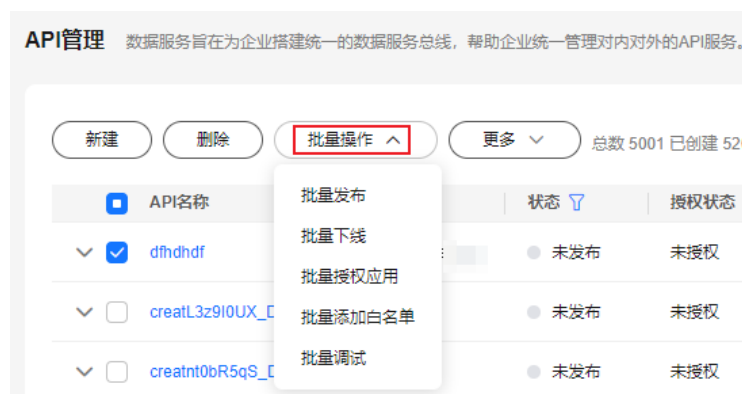 API管理 数据服务旨在为企业搭建统一的数据服务总线，帮助企业统一管理对内对外的API服务。
新建 删除 批量操作 更多 总数 5001 已创建
API名称 状态 授权状态
批量发布
批量下线
批量授权应用
批量添加白名单
批量调试
dfhdhdf 未发布 未授权
未发布 未授权
未发布 未授权